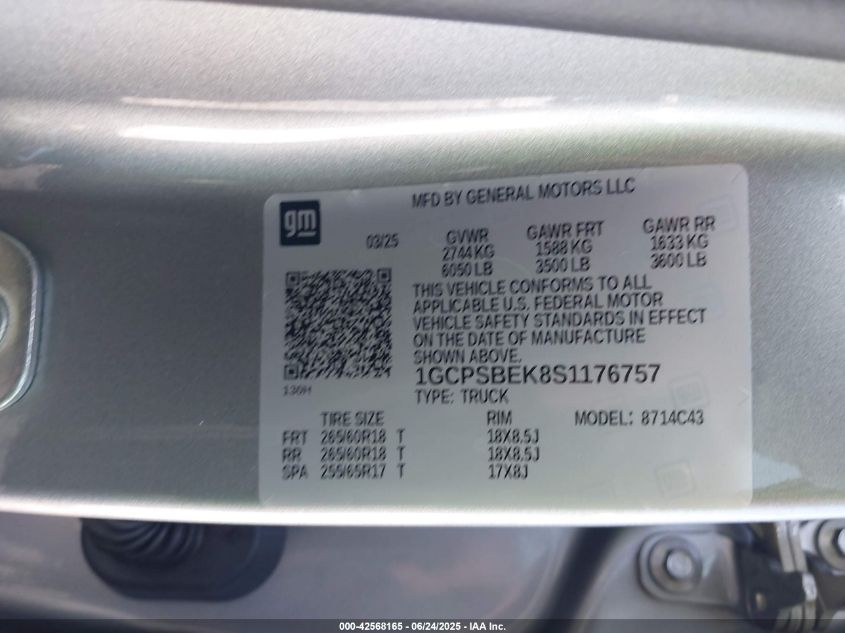 gm
MFD BY GENERAL MOTORS LLC
03/25 GVWR GAWR FRT GAWR RR
2744 KG 1588 KG 1633 KG
6050 LB 3500 LB 3600 LB
THIS VEHICLE CONFORMS TO ALL
APPLICABLE U.S. FEDERAL MOTOR
VEHICLE SAFETY STANDARDS IN EFFECT
ON THE DATE OF MANUFACTURE
SHOWN ABOVE.
1GCPSBEK8S1176757
130H
TYPE: TRUCK
TIRE SIZE RIM MODEL: 8714C43
FRT 265/60R18 T 18X8.5J
RR 265/60R18 T 18X8.5J
SPA 255/65R17 T 17X8J
000-42568165 - 06/24/2025 - IAA Inc.